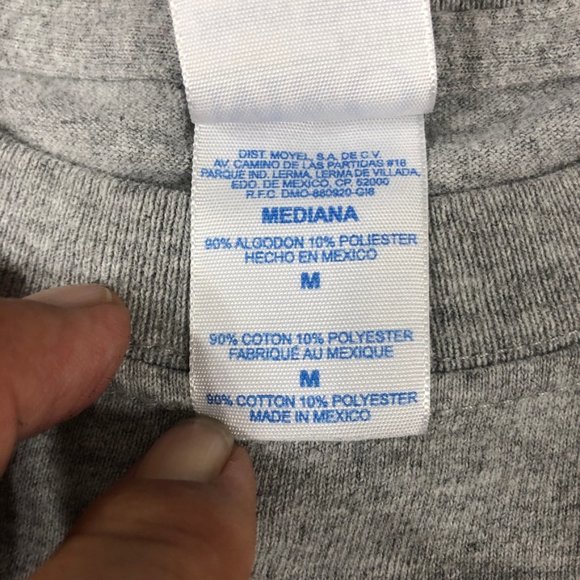 DIST. MOYEL, S.A. DE C.V.
AV. CAMINO DE LAS PARTIDAS #18
PARQUE IND. LERMA, LERMA DE VILLADA,
EDO. DE MEXICO, CP. 52000
R.F.C. DMO-880920-GI6
MEDIANA
90% ALGODON 10% POLIESTER
HECHO EN MEXICO
M
90% COTON 10% POLYESTER
FABRIQUÉ AU MEXIQUE
M
90% COTTON 10% POLYESTER
MADE IN MEXICO